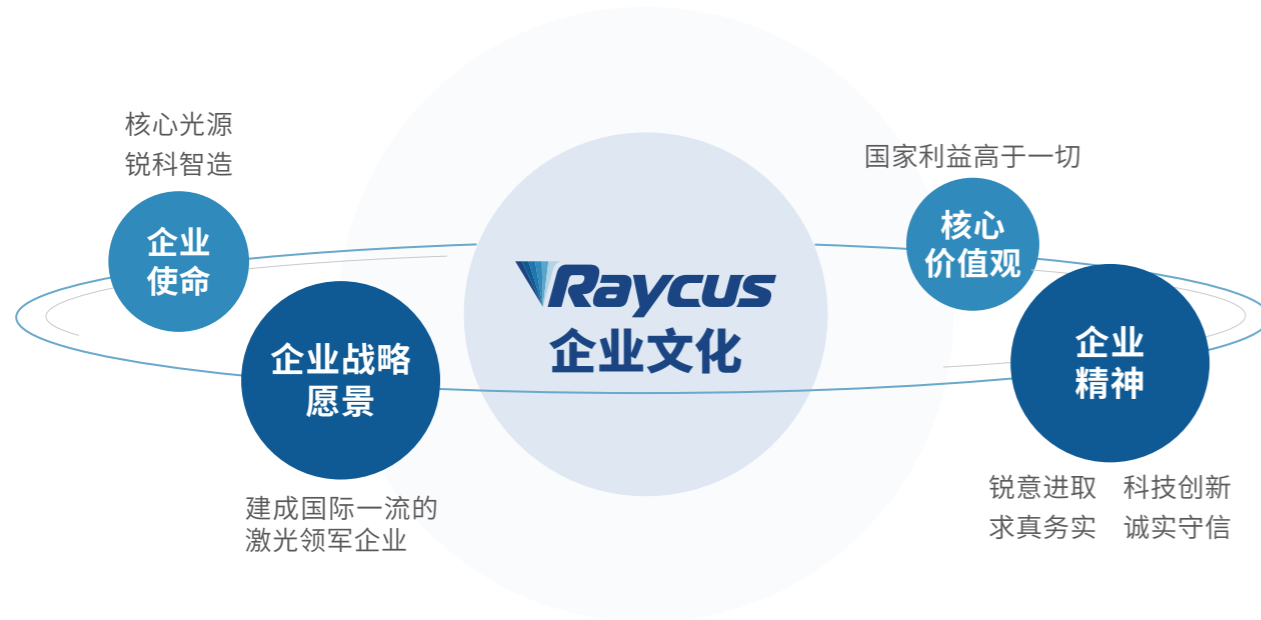 核心光源
锐科智造
企业
使命
企业战略
愿景
建成国际一流的
激光领军企业
Raycus
企业文化
国家利益高于一切
核心
价值观
企业
精神
锐意进取 科技创新
求真务实 诚实守信